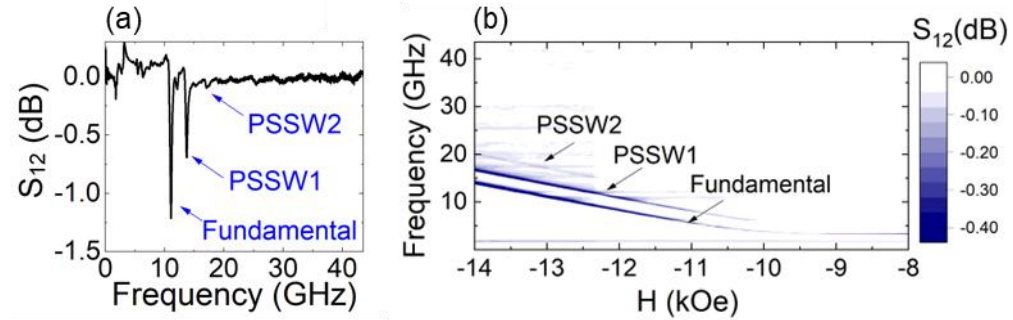 (a)
0.0
-0.5
-1.0
-1.5
S12 (dB)
PSSW2
PSSW1
Fundamental
0 10 20 30 40
Frequency (GHz)
(b)
40
30
20
10
Frequency (GHz)
PSSW2
PSSW1
Fundamental
-14 -13 -12 -11 -10 -9 -8
H (kOe)
S12(dB)
0.00
-0.10
-0.20
-0.30
-0.40